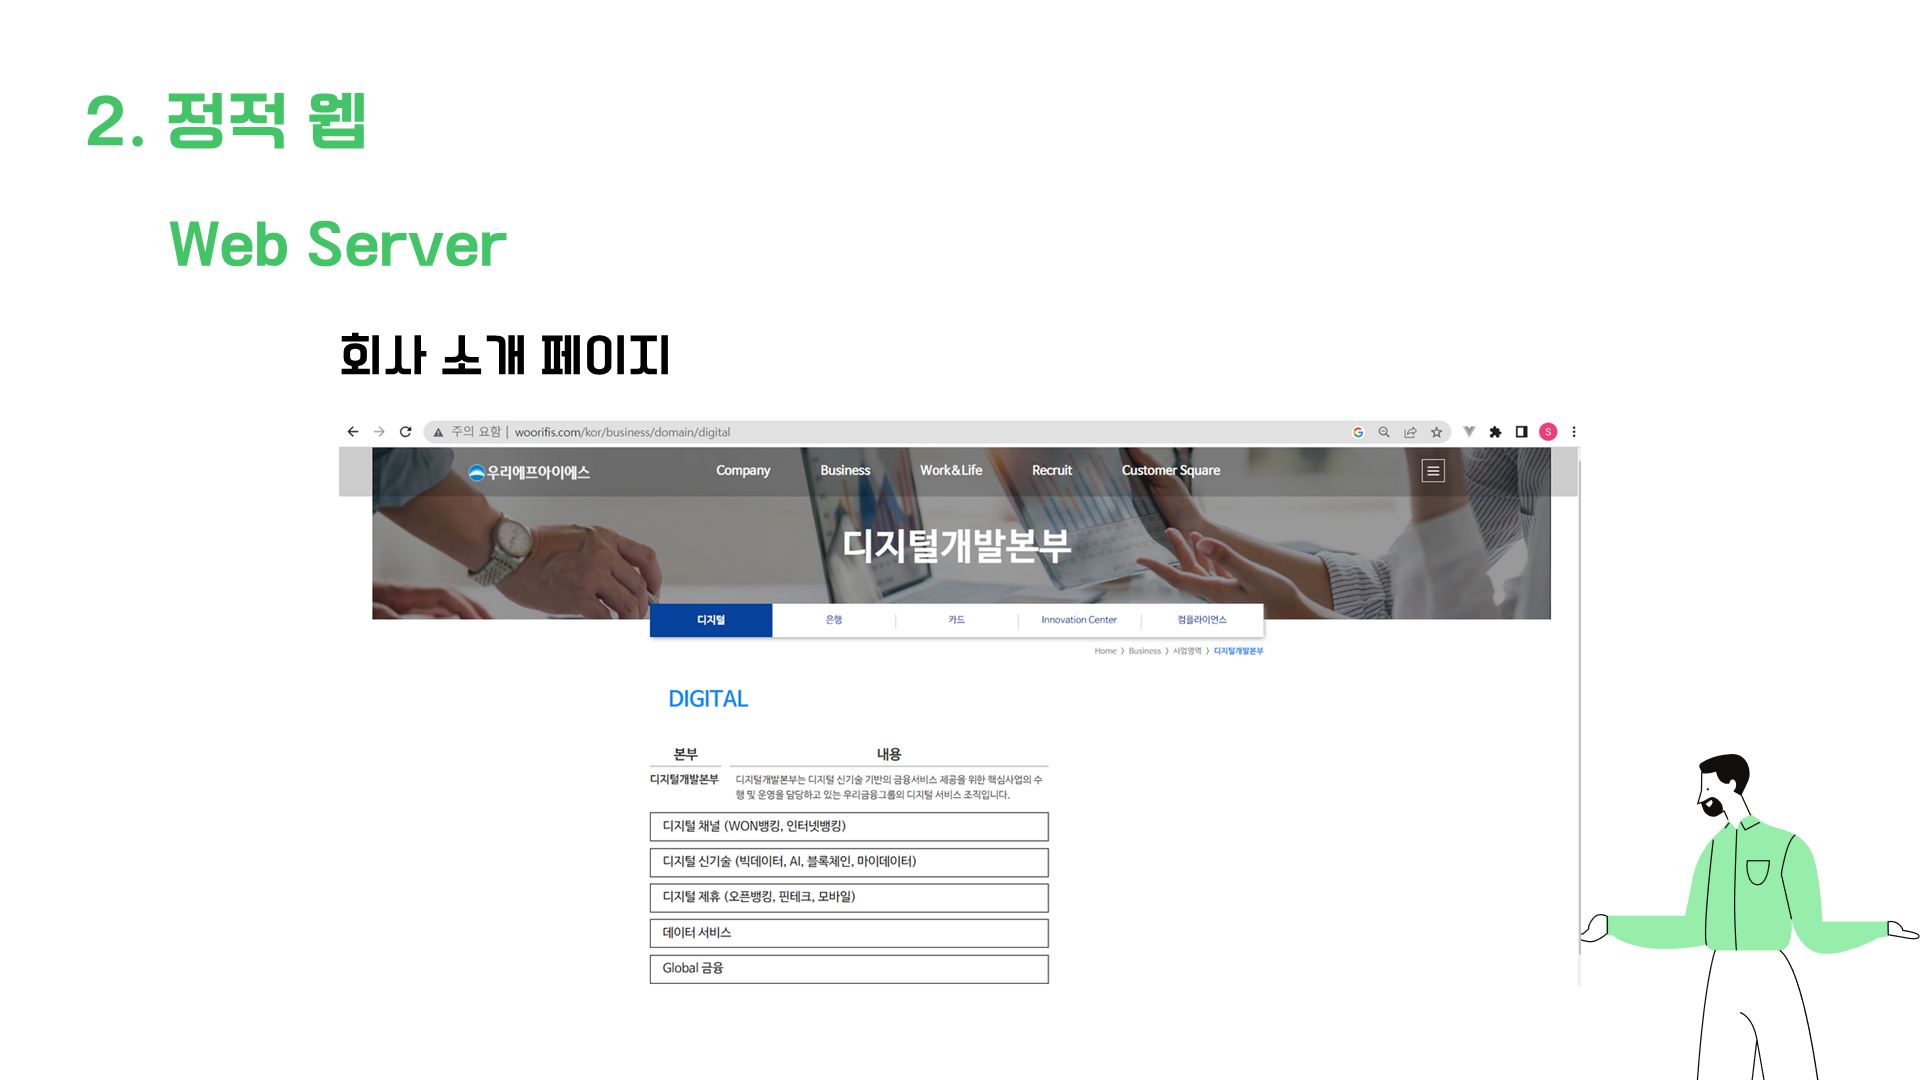 2. 정적 웹
Web Server
회사 소개 페이지
주의 요함 | woorifis.com/kor/business/domain/digital
S
우리에프아이에스 Company Business Work&Life Recruit Customer Square
디지털개발본부
디지털 은행 카드 Innovation Center 컴플라이언스
Home 〉 Business 〉 사업영역 〉 디지털개발본부
DIGITAL
본부 내용
디지털개발본부 디지털개발본부는 디지털 신기술 기반의 금융서비스 제공을 위한 핵심사업의 수
행 및 운영을 담당하고 있는 우리금융그룹의 디지털 서비스 조직입니다.
디지털 채널 (WON뱅킹, 인터넷뱅킹)
디지털 신기술 (빅데이터, AI, 블록체인, 마이데이터)
디지털 제휴 (오픈뱅킹, 핀테크, 모바일)
데이터 서비스
Global 금융